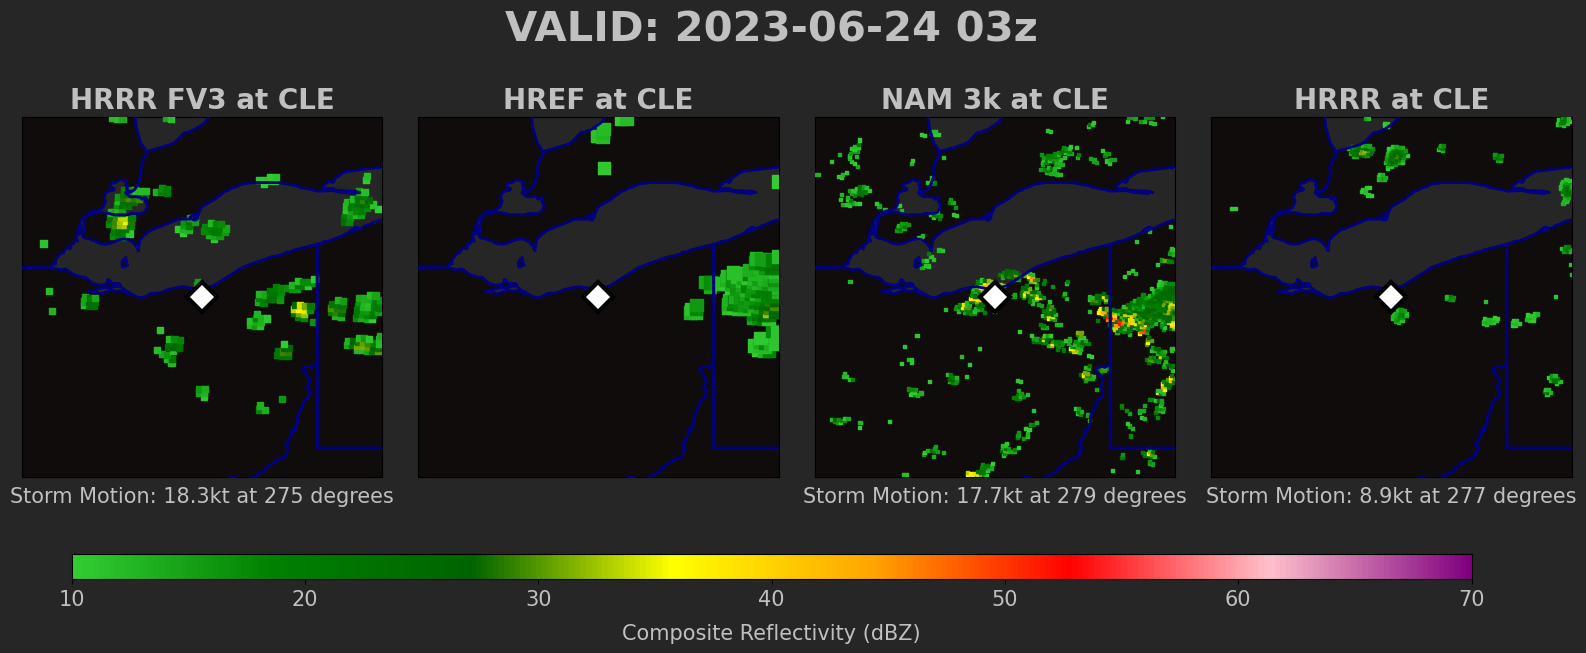 VALID: 2023-06-24 03z
HRRR FV3 at CLE
HREF at CLE
NAM 3k at CLE
HRRR at CLE
Storm Motion: 18.3kt at 275 degrees
Storm Motion: 17.7kt at 279 degrees
Storm Motion: 8.9kt at 277 degrees
10 20 30 40 50 60 70
Composite Reflectivity (dBZ)